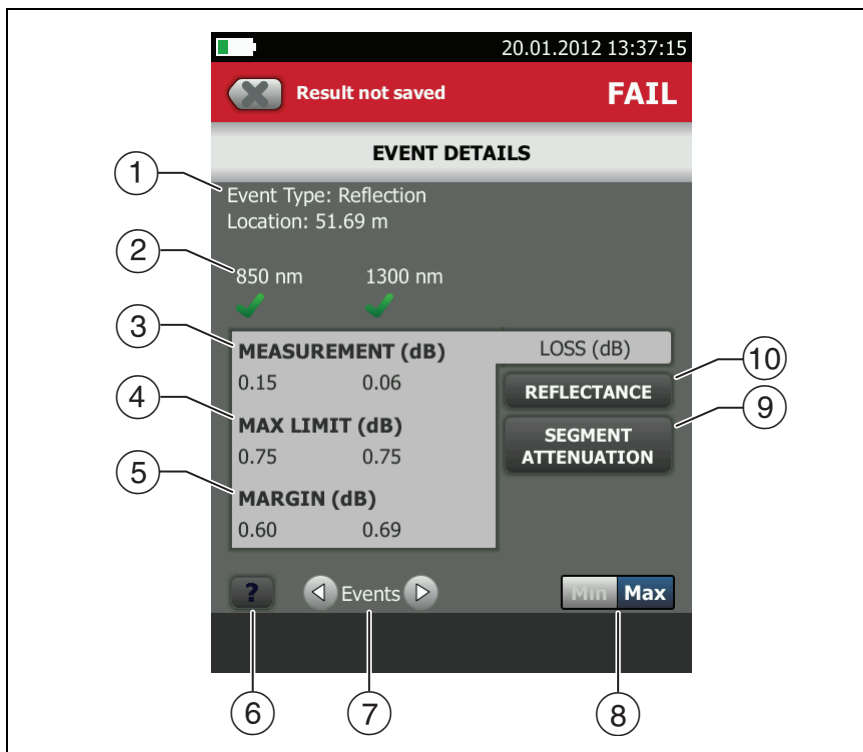 20.01.2012 13:37:15
Result not saved FAIL
EVENT DETAILS
1
Event Type: Reflection
Location: 51.69 m
2
850 nm 1300 nm
3
MEASUREMENT (dB) LOSS (dB)
0.15 0.06
10
REFLECTANCE
4
MAX LIMIT (dB)
0.75 0.75
9
SEGMENT
ATTENUATION
5
MARGIN (dB)
0.60 0.69
? Events Min Max
6 7 8